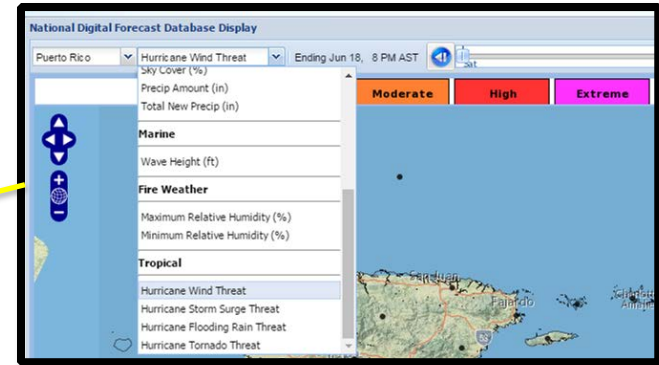 National Digital Forecast Database Display
Puerto Rico Hurricane Wind Threat Ending Jun 18, 8 PM AST
Sat
Sky Cover (%)
Precip Amount (in)
Total New Precip (in)
Marine
Wave Height (ft)
Fire Weather
Maximum Relative Humidity (%)
Minimum Relative Humidity (%)
Tropical
Hurricane Wind Threat
Hurricane Storm Surge Threat
Hurricane Flooding Rain Threat
Hurricane Tornado Threat
Moderate High Extreme
San Juan
Fajardo